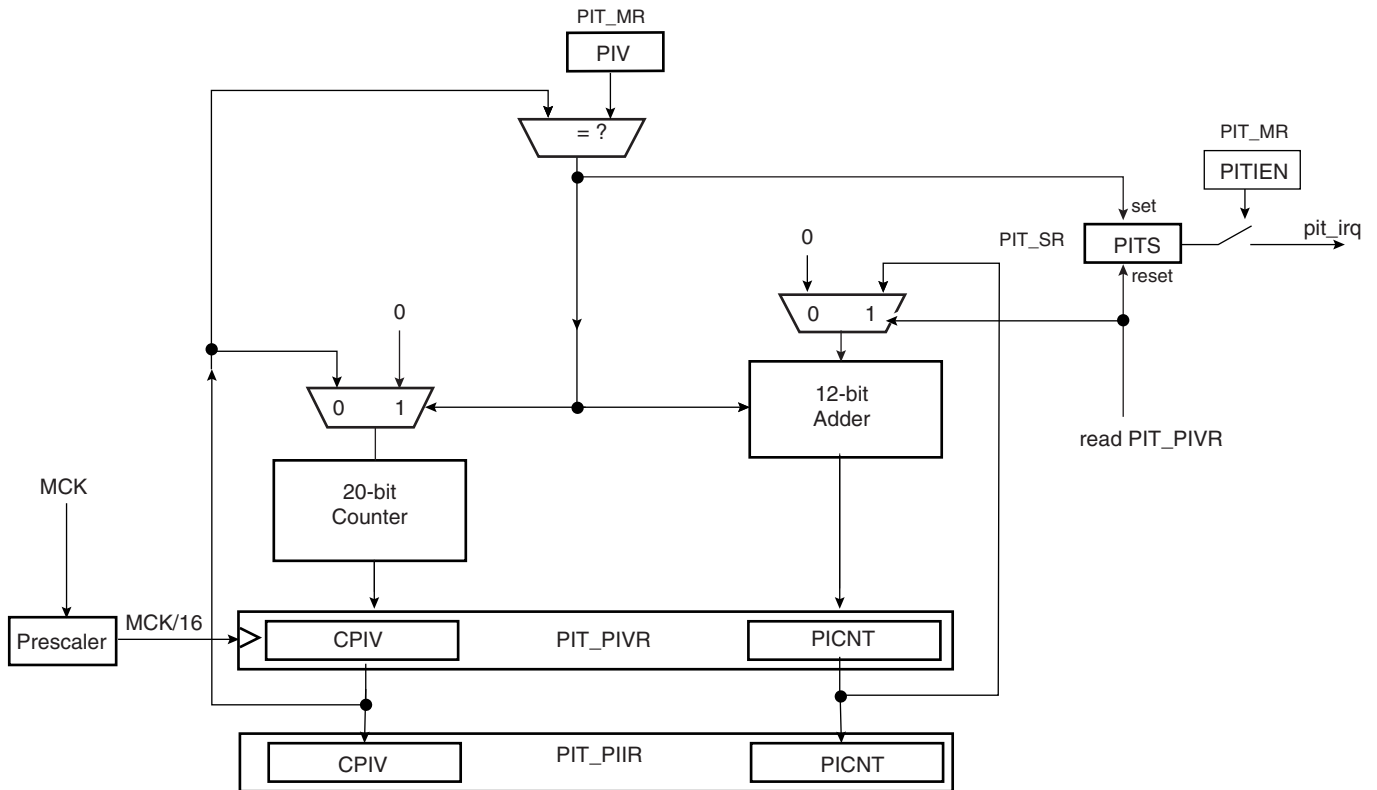 PIT_MR
PIV
= ?
PIT_MR
PITIEN
set
PIT_SR
PITS
pit_irq
reset
0
0 1
0
0 1
12-bit
Adder
read PIT_PIVR
MCK
20-bit
Counter
Prescaler
MCK/16
CPIV
PIT_PIVR
PICNT
CPIV
PIT_PIIR
PICNT